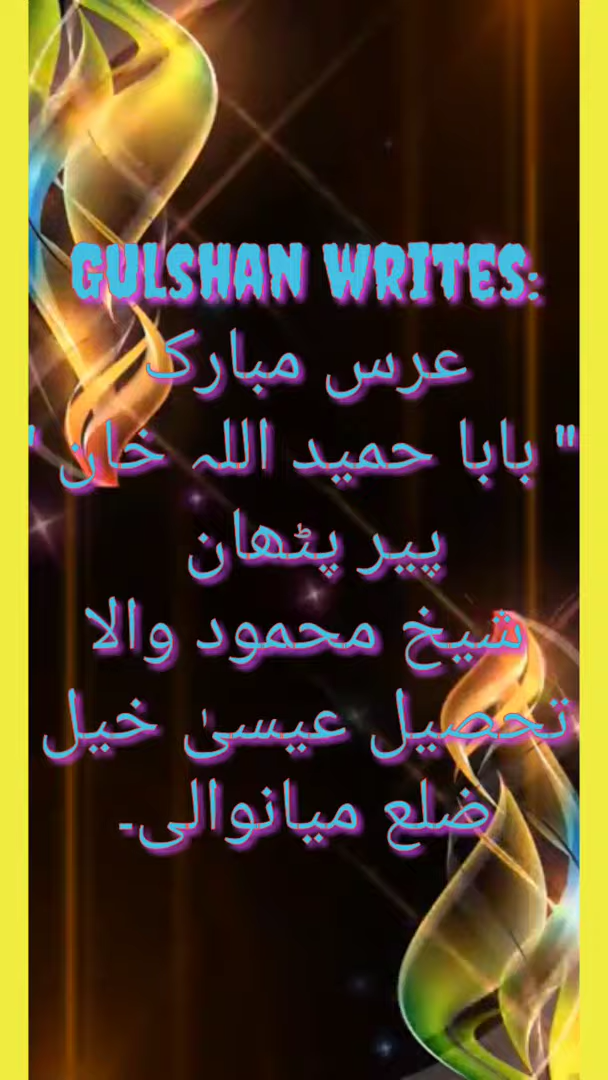 GULSHAN WRITES:
عرس مبارک
" بابا حمید اللہ خان "
پیر پٹھان
شیخ محمود والا
تحصیل عیسیٰ خیل
ضلع میانوالی۔